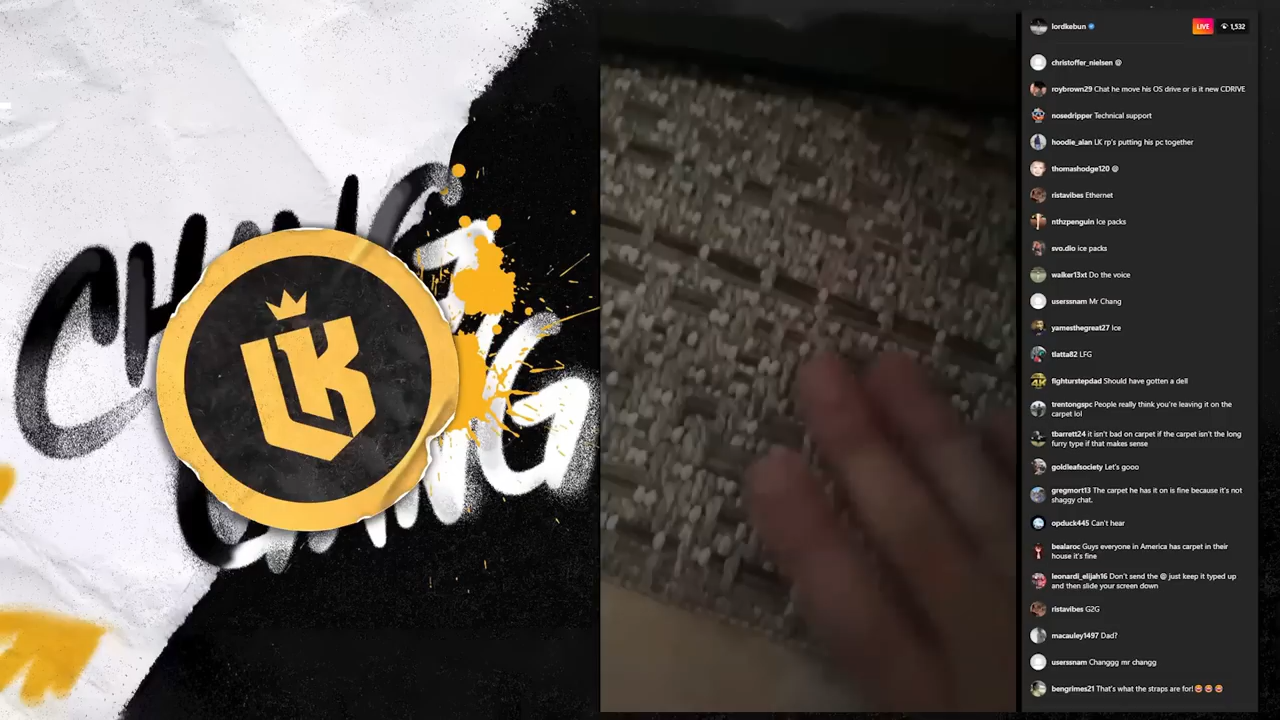 CHANG
GANG
LK
lordkebun
LIVE 1,532
christoffer_nielsen @
roybrown29 Chat he move his OS drive or is it new CDRIVE
nosedripper Technical support
hoodie_alan LK rp's putting his pc together
thomashodge120 @
ristavibes Ethernet
nthzpenguin Ice packs
svo.dio ice packs
walker13xt Do the voice
userssnam Mr Chang
yamesthegreat27 Ice
tlatta82 LFG
fighturstepdad Should have gotten a dell
trentongspc People really think you're leaving it on the
carpet lol
tbarrett24 it isn't bad on carpet if the carpet isn't the long
furry type if that makes sense
goldleafsociety Let's gooo
gregmort13 The carpet he has it on is fine because it's not
shaggy chat.
opduck445 Can't hear
bealaroc Guys everyone in America has carpet in their
house it's fine
leonardi_elijah16 Don't send the @ just keep it typed up
and then slide your screen down
ristavibes G2G
macauley1497 Dad?
userssnam Changgg mr changg
bengrimes21 That's what the straps are for! 😍😍😍